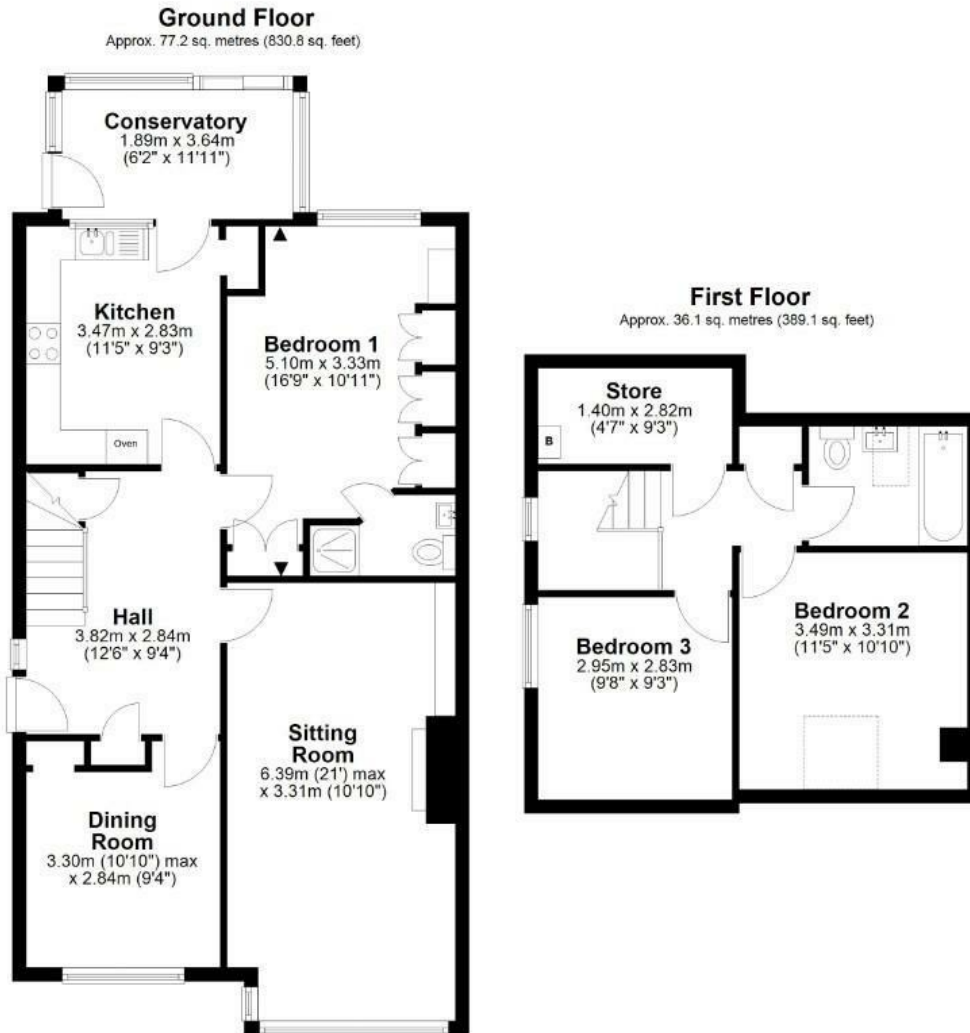 Ground Floor
Approx. 77.2 sq. metres (830.8 sq. feet)
Conservatory
1.89m x 3.64m
(6'2" x 11'11")
Kitchen
3.47m x 2.83m
(11'5" x 9'3")
Oven
Bedroom 1
5.10m x 3.33m
(16'9" x 10'11")
Hall
3.82m x 2.84m
(12'6" x 9'4")
Sitting
Room
6.39m (21') max
x 3.31m (10'10")
Dining
Room
3.30m (10'10") max
x 2.84m (9'4")
First Floor
Approx. 36.1 sq. metres (389.1 sq. feet)
Store
1.40m x 2.82m
(4'7" x 9'3")
B
Bedroom 3
2.95m x 2.83m
(9'8" x 9'3")
Bedroom 2
3.49m x 3.31m
(11'5" x 10'10")